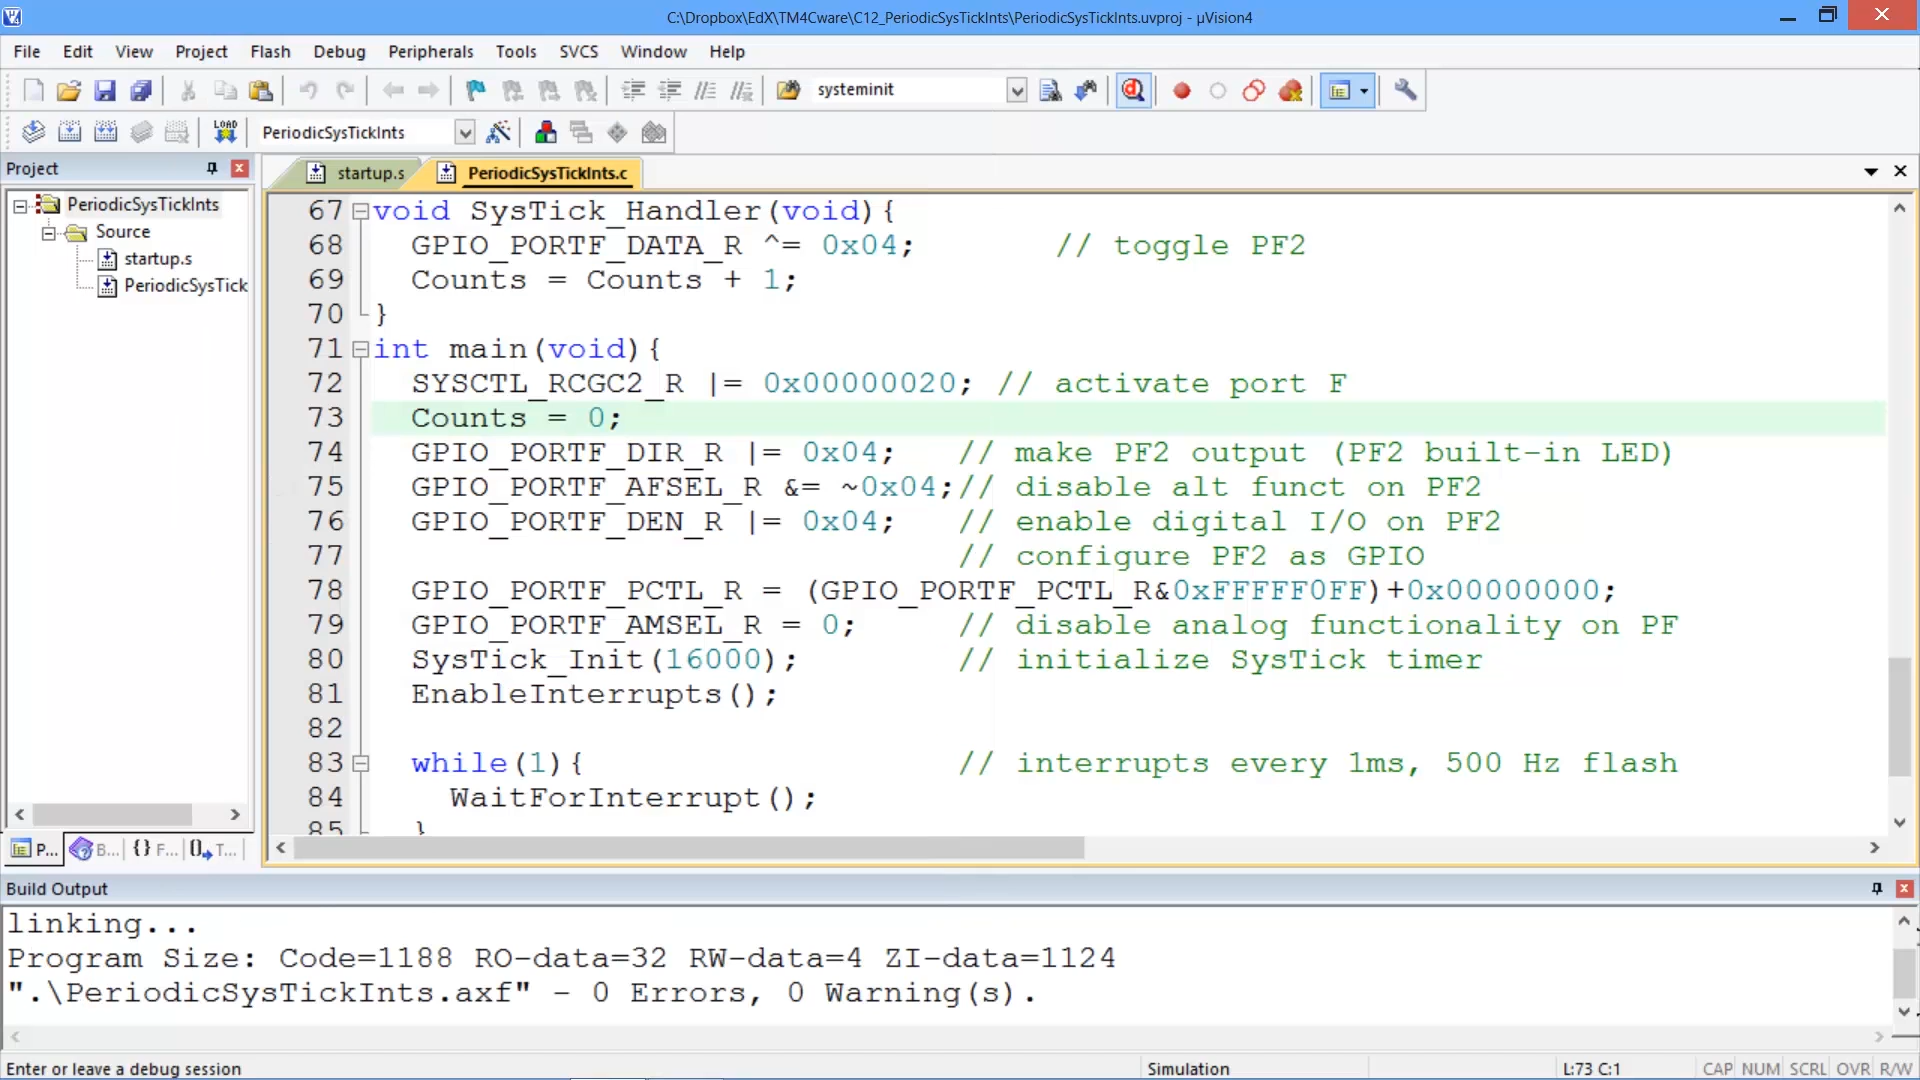 C:\Dropbox\EdX\TM4Cware\C12_PeriodicSysTickInts\PeriodicSysTickInts.uvproj - µVision4
File Edit View Project Flash Debug Peripherals Tools SVCS Window Help
systeminit
LOAD PeriodicSysTickInts
Project
startup.s PeriodicSysTickInts.c
PeriodicSysTickInts
Source
startup.s
PeriodicSysTick
67 void SysTick_Handler(void){
68 GPIO_PORTF_DATA_R ^= 0x04; // toggle PF2
69 Counts = Counts + 1;
70 }
71 int main(void){
72 SYSCTL_RCGC2_R |= 0x00000020; // activate port F
73 Counts = 0;
74 GPIO_PORTF_DIR_R |= 0x04; // make PF2 output (PF2 built-in LED)
75 GPIO_PORTF_AFSEL_R &= ~0x04;// disable alt funct on PF2
76 GPIO_PORTF_DEN_R |= 0x04; // enable digital I/O on PF2
77 // configure PF2 as GPIO
78 GPIO_PORTF_PCTL_R = (GPIO_PORTF_PCTL_R&0xFFFFF0FF)+0x00000000;
79 GPIO_PORTF_AMSEL_R = 0; // disable analog functionality on PF
80 SysTick_Init(16000); // initialize SysTick timer
81 EnableInterrupts();
82
83 while(1){ // interrupts every 1ms, 500 Hz flash
84 WaitForInterrupt();
85 }
P... B... {} F... T...
Build Output
linking...
Program Size: Code=1188 RO-data=32 RW-data=4 ZI-data=1124
".\PeriodicSysTickInts.axf" - 0 Errors, 0 Warning(s).
Enter or leave a debug session Simulation L:73 C:1 CAP NUM SCRL OVR R/W